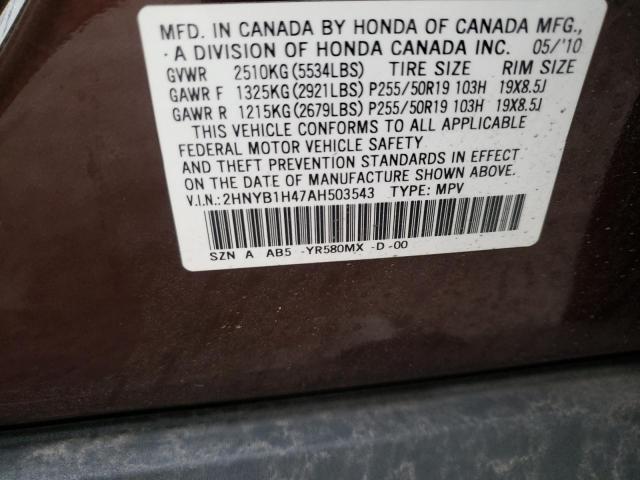 MFD. IN CANADA BY HONDA OF CANADA MFG.,
A DIVISION OF HONDA CANADA INC. 05/'10
GVWR 2510KG(5534LBS) TIRE SIZE RIM SIZE
GAWR F 1325KG(2921LBS) P255/50R19 103H 19X8.5J
GAWR R 1215KG(2679LBS) P255/50R19 103H 19X8.5J
THIS VEHICLE CONFORMS TO ALL APPLICABLE
FEDERAL MOTOR VEHICLE SAFETY
AND THEFT PREVENTION STANDARDS IN EFFECT
ON THE DATE OF MANUFACTURE SHOWN ABOVE.
V.I.N.: 2HNYB1H47AH503543 TYPE: MPV
SZN A AB5 -YR580MX -D -00